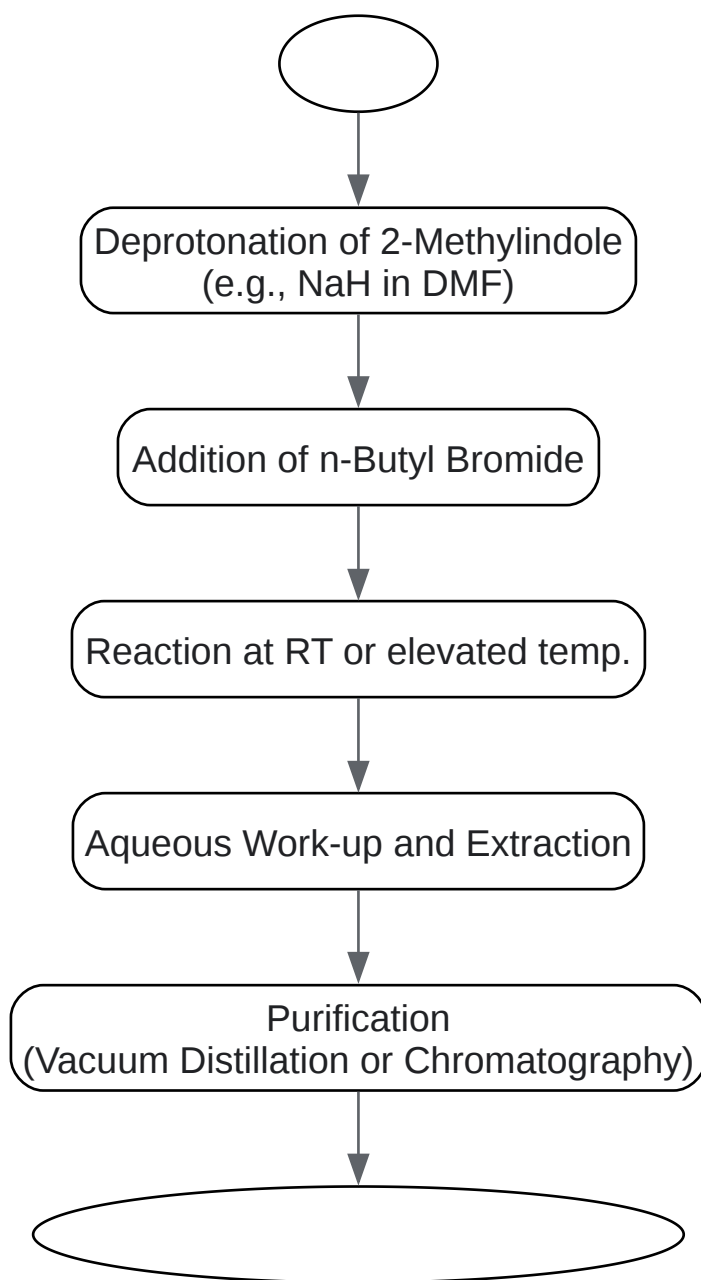 Deprotonation of 2-Methylindole
(e.g., NaH in DMF)
Addition of n-Butyl Bromide
Reaction at RT or elevated temp.
Aqueous Work-up and Extraction
Purification
(Vacuum Distillation or Chromatography)